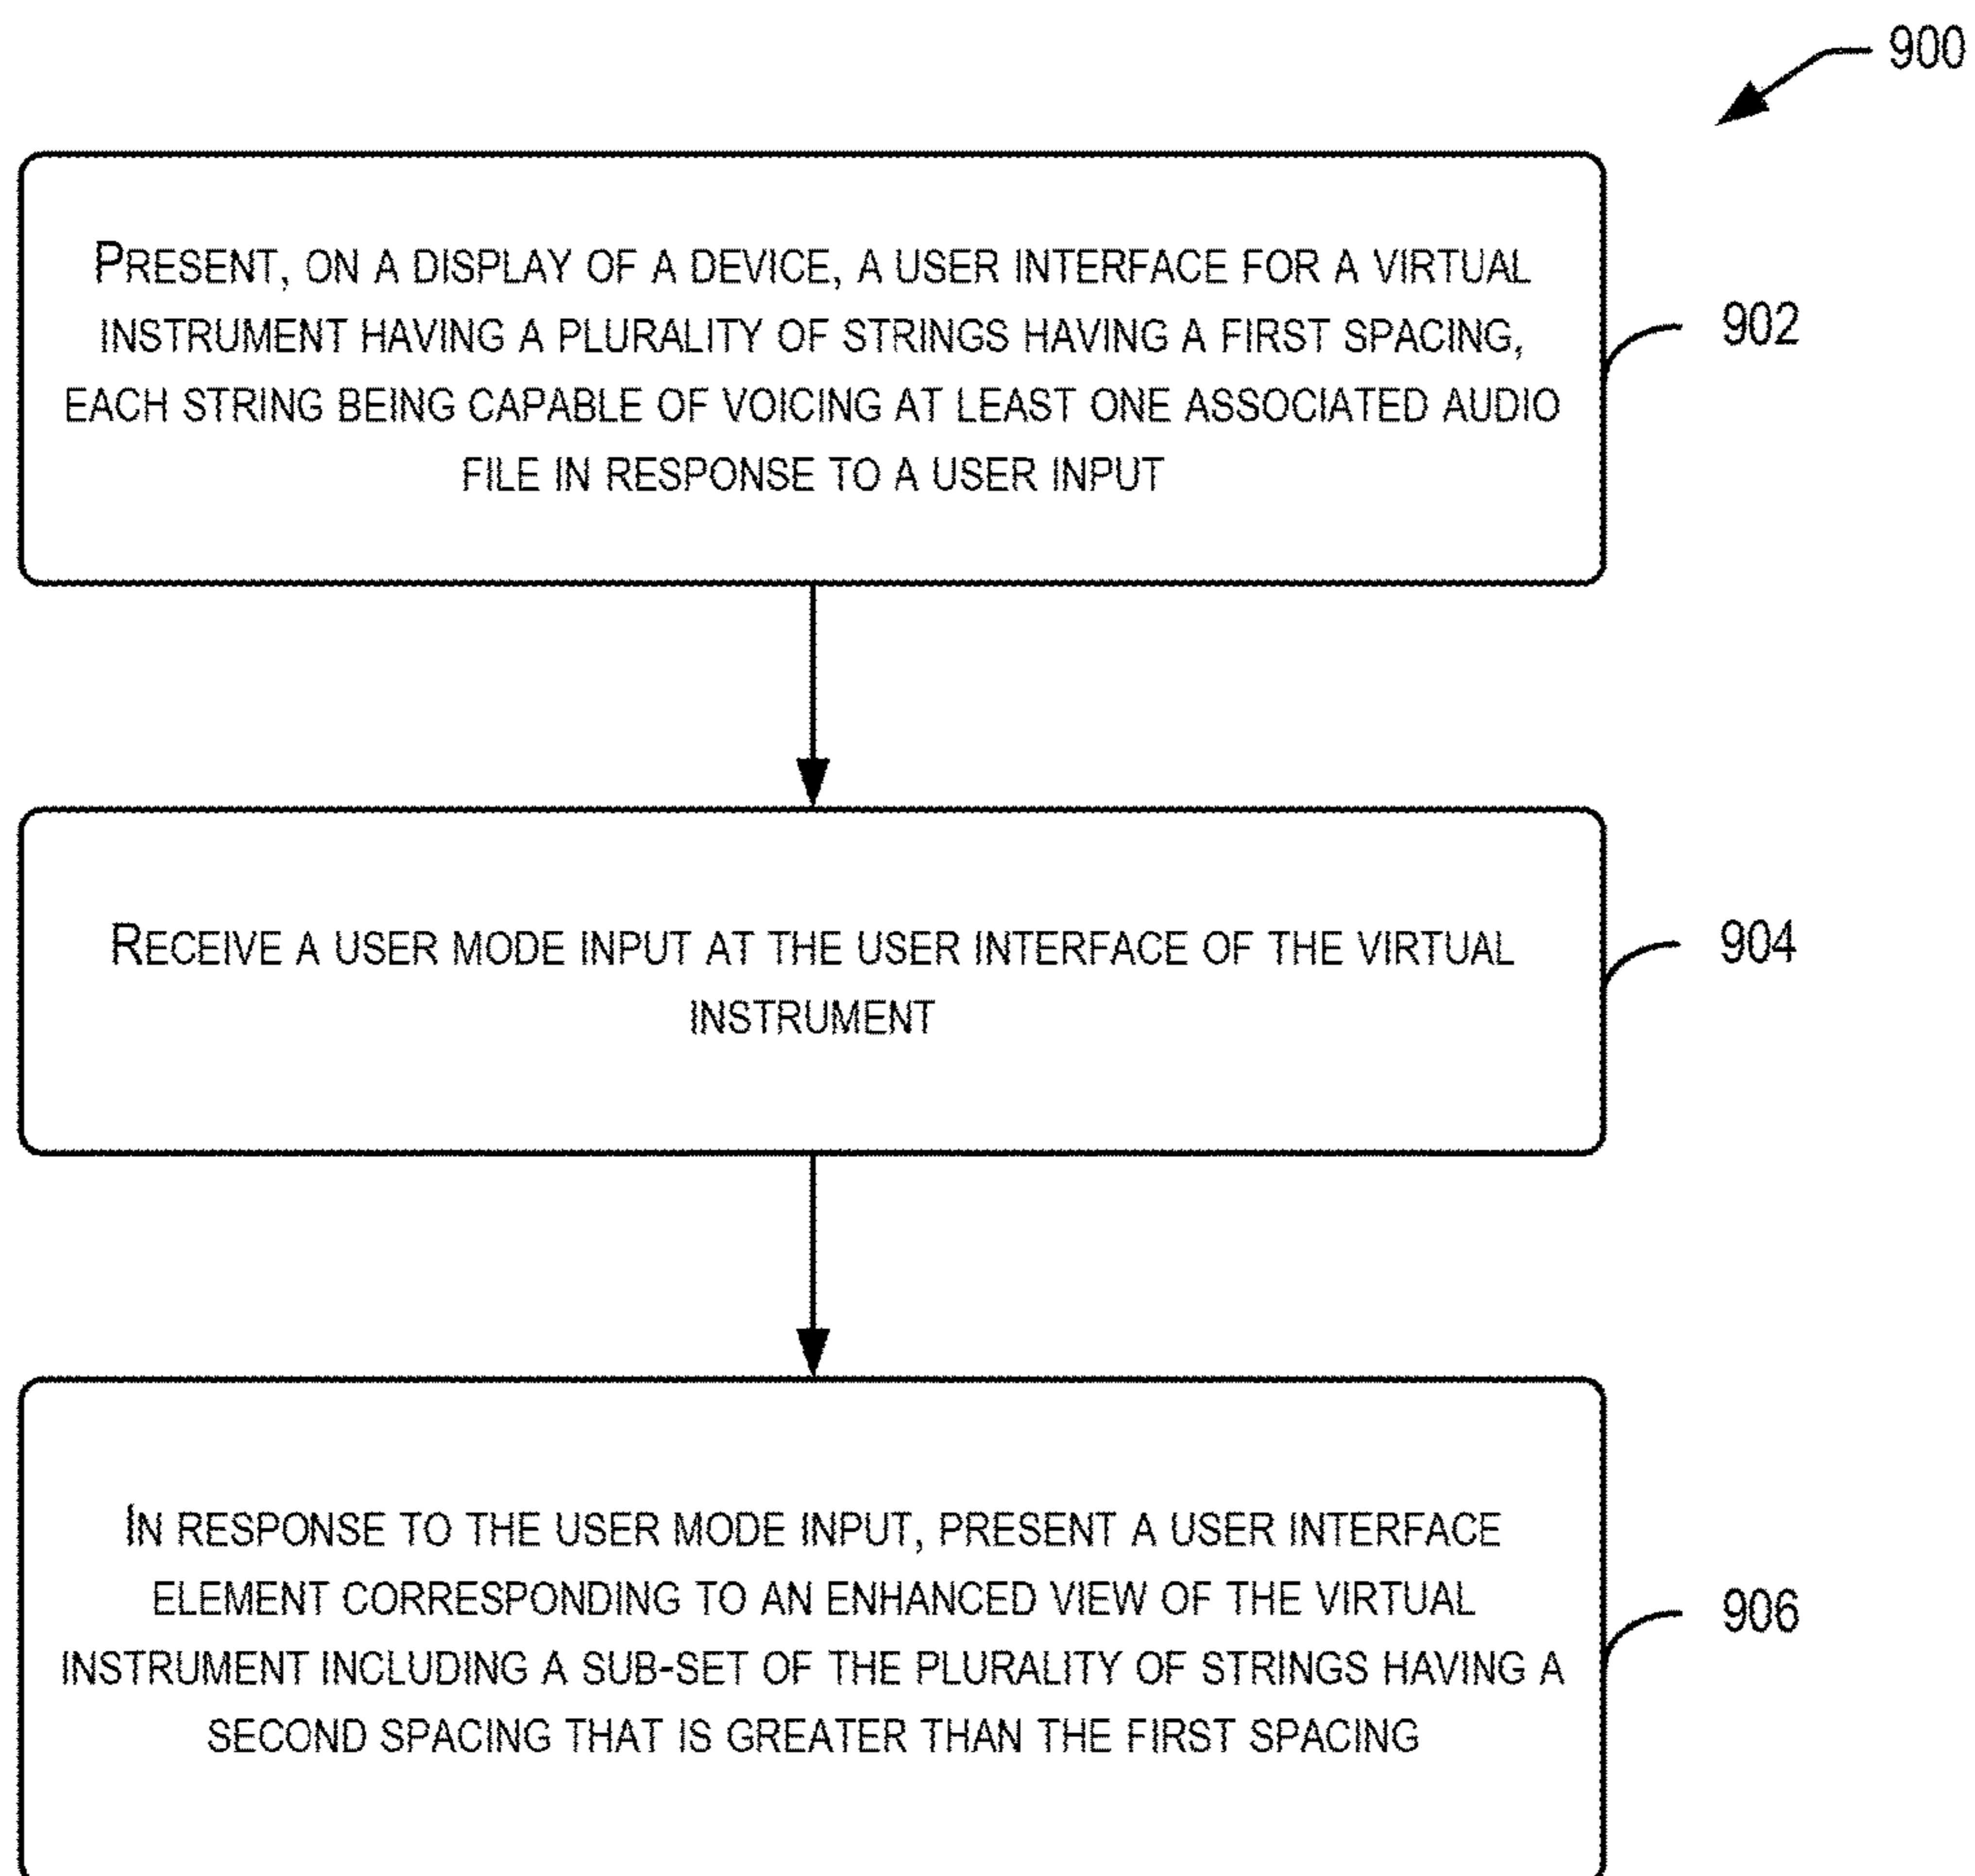 900
PRESENT, ON A DISPLAY OF A DEVICE, A USER INTERFACE FOR A VIRTUAL
INSTRUMENT HAVING A PLURALITY OF STRINGS HAVING A FIRST SPACING,
EACH STRING BEING CAPABLE OF VOICING AT LEAST ONE ASSOCIATED AUDIO
FILE IN RESPONSE TO A USER INPUT
902
RECEIVE A USER MODE INPUT AT THE USER INTERFACE OF THE VIRTUAL
INSTRUMENT
904
IN RESPONSE TO THE USER MODE INPUT, PRESENT A USER INTERFACE
ELEMENT CORRESPONDING TO AN ENHANCED VIEW OF THE VIRTUAL
INSTRUMENT INCLUDING A SUB-SET OF THE PLURALITY OF STRINGS HAVING A
SECOND SPACING THAT IS GREATER THAN THE FIRST SPACING
906